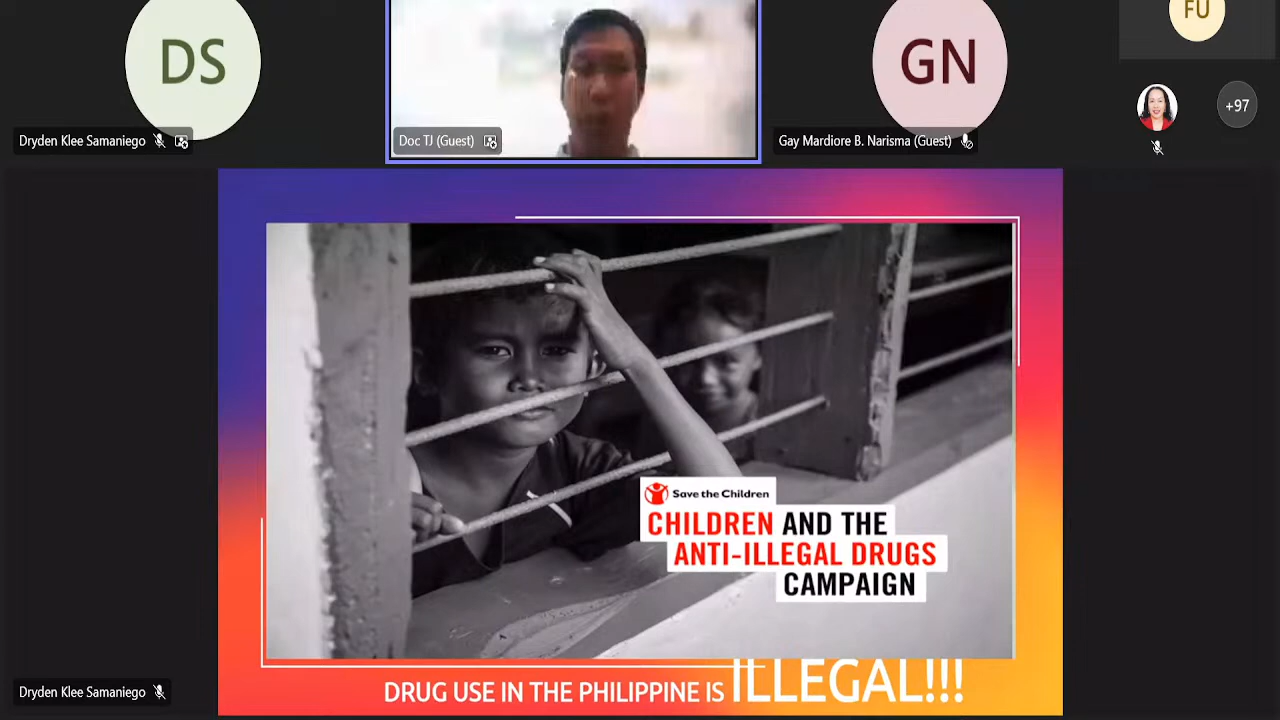 DS
GN
FU
+97
Dryden Klee Samaniego
Doc TJ (Guest)
Gay Mardiore B. Narisma (Guest)
Save the Children
CHILDREN AND THE
ANTI-ILLEGAL DRUGS
CAMPAIGN
DRUG USE IN THE PHILIPPINE IS ILLEGAL!!!
Dryden Klee Samaniego